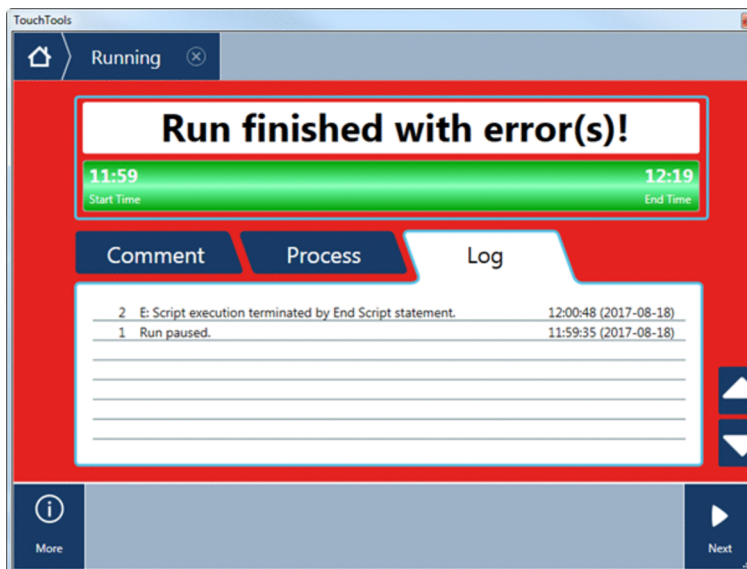 TouchTools
Running
Run finished with error(s)!
11:59 12:19
Start Time End Time
Comment Process Log
2 E: Script execution terminated by End Script statement. 12:00:48 (2017-08-18)
1 Run paused. 11:59:35 (2017-08-18)
More Next